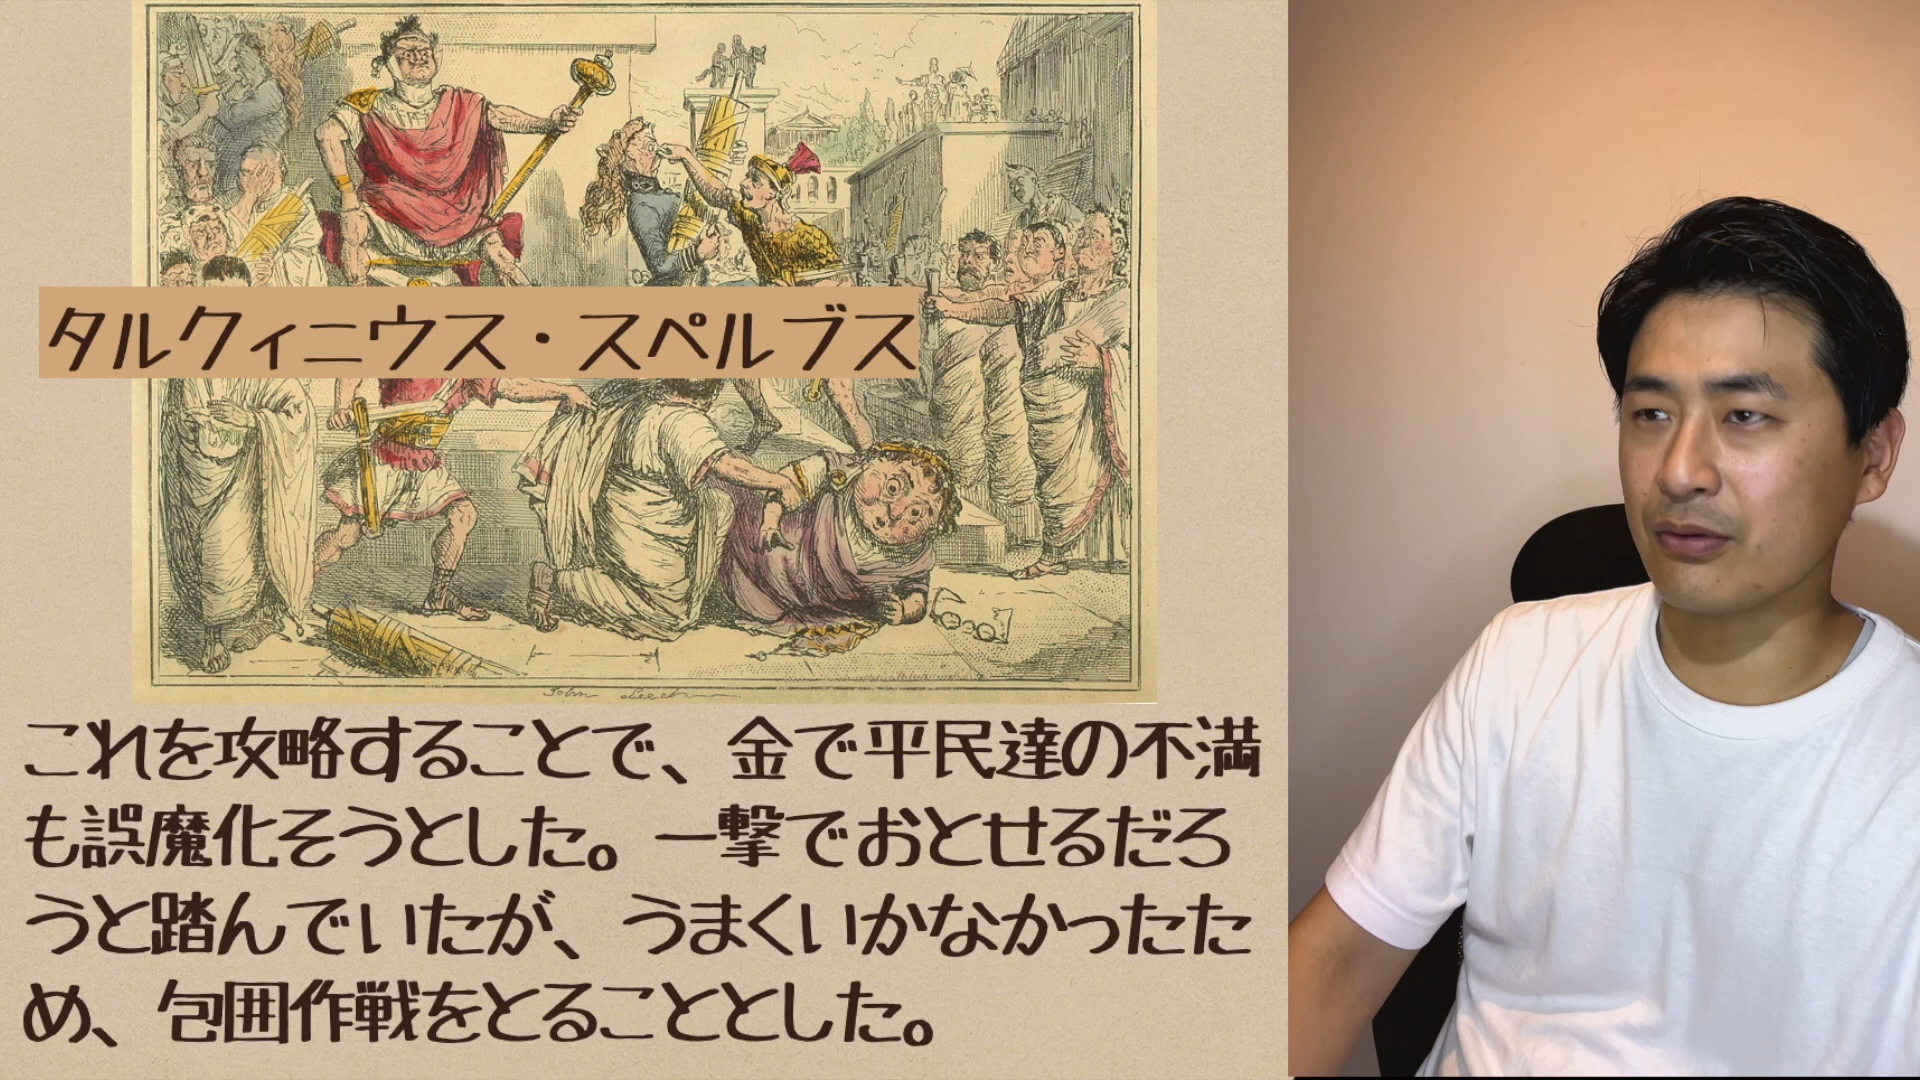 タルクィニウス・スペルブス
John Leech
これを攻略することで、金で平民達の不満
も誤魔化そうとした。一撃でおとせるだろ
うと踏んでいたが、うまくいかなかったた
め、包囲作戦をとることとした。